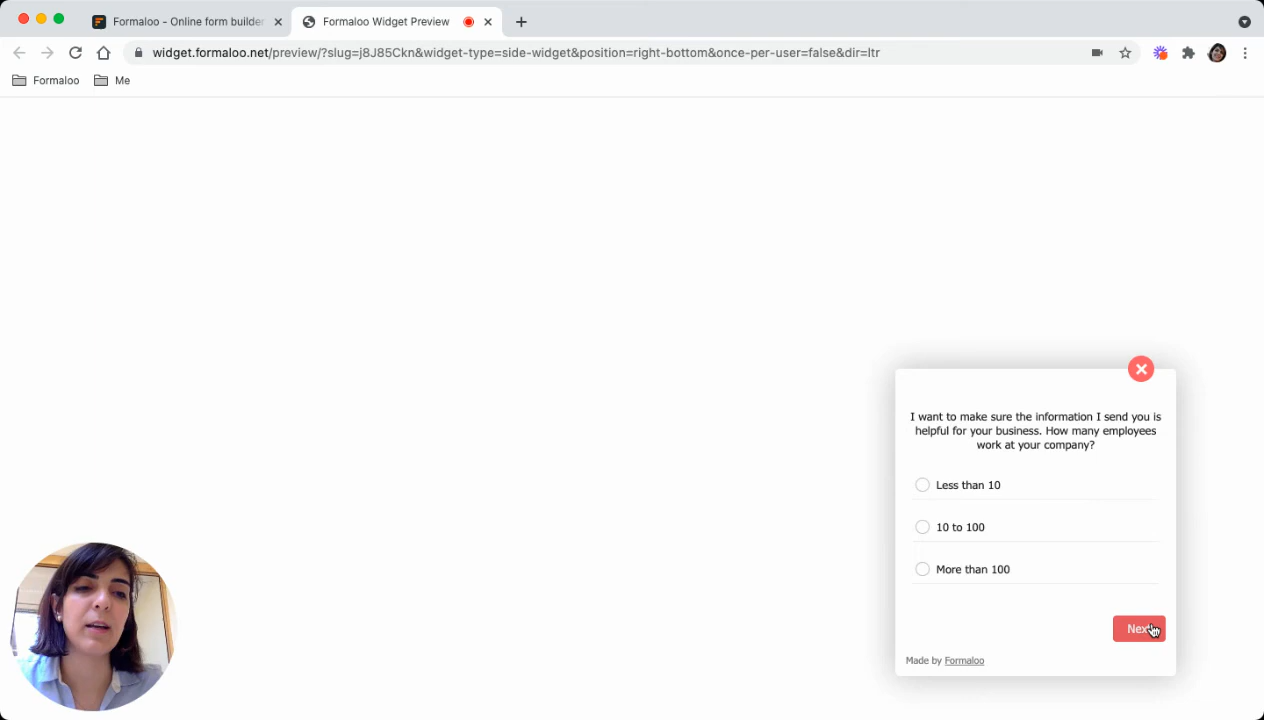 Formaloo - Online form builder
Formaloo Widget Preview
widget.formaloo.net/preview/?slug=j8J85Ckn&widget-type=side-widget&position=right-bottom&once-per-user=false&dir=ltr
Formaloo
Me
I want to make sure the information I send you is
helpful for your business. How many employees
work at your company?
Less than 10
10 to 100
More than 100
Next
Made by Formaloo